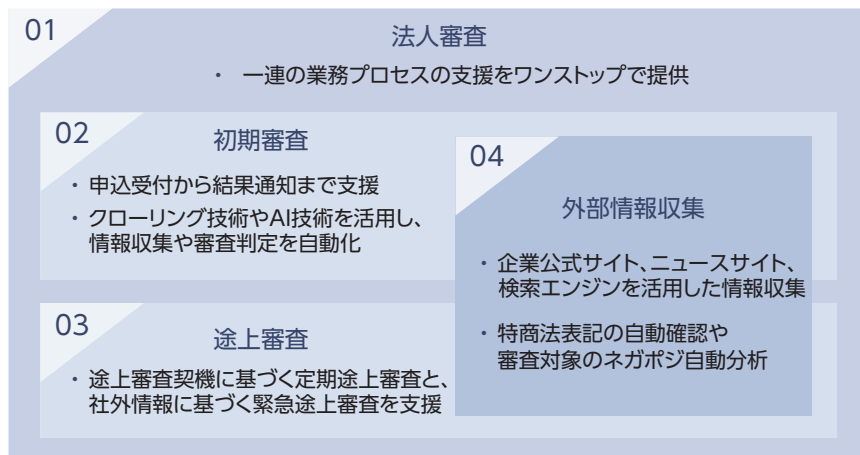 01
法人審査
・ 一連の業務プロセスの支援をワンストップで提供
02
初期審査
・ 申込受付から結果通知まで支援
・ クローリング技術やAI技術を活用し、
情報収集や審査判定を自動化
03
途上審査
・ 途上審査契機に基づく定期途上審査と、
社外情報に基づく緊急途上審査を支援
04
外部情報収集
・ 企業公式サイト、ニュースサイト、
検索エンジンを活用した情報収集
・ 特商法表記の自動確認や
審査対象のネガポジ自動分析